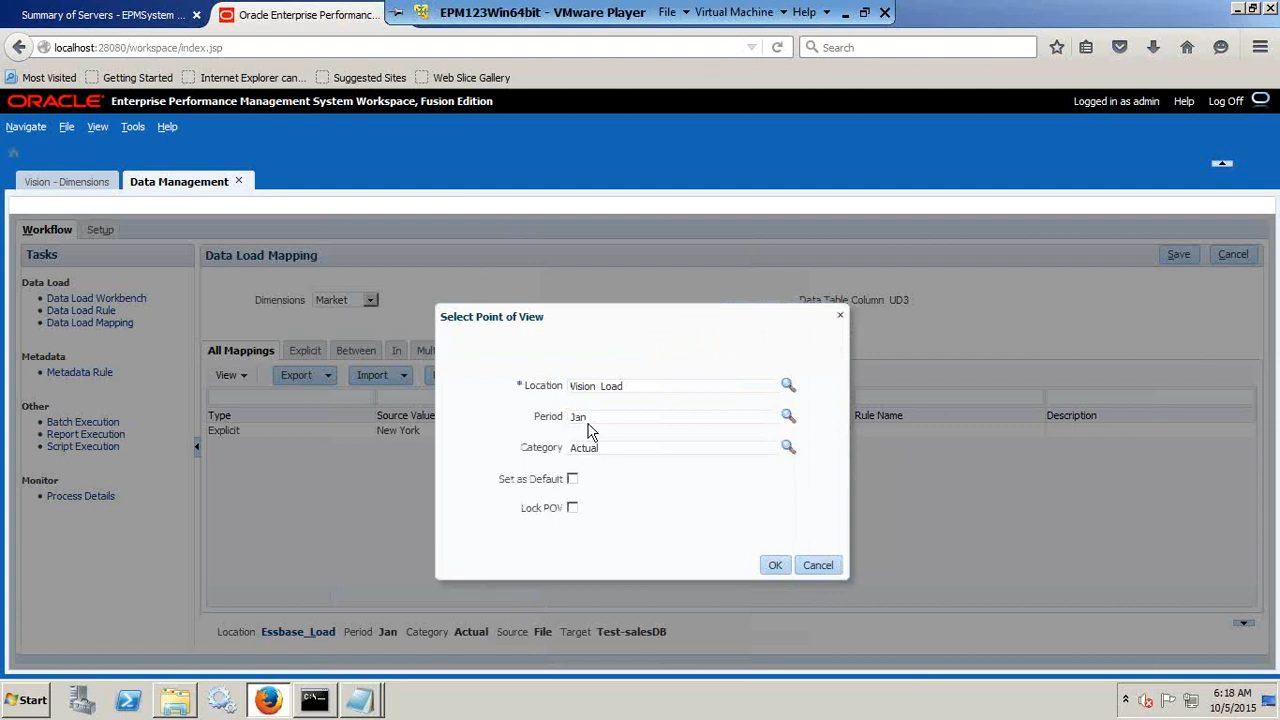 Summary of Servers - EPMSystem ... ×
Oracle Enterprise Performanc...
EPM123Win64bit - VMware Player File Virtual Machine Help
localhost:28080/workspace/index.jsp
Search
Most Visited Getting Started Internet Explorer can... Suggested Sites Web Slice Gallery
ORACLE Enterprise Performance Management System Workspace, Fusion Edition
Logged in as admin Help Log Off
Navigate File View Tools Help
Vision - Dimensions Data Management ×
Workflow Setup
Tasks
Data Load Mapping
Save Cancel
Data Load
Data Load Workbench
Data Load Rule
Data Load Mapping
Metadata
Metadata Rule
Other
Batch Execution
Report Execution
Script Execution
Monitor
Process Details
Dimensions Market
Data Table Column UD3
All Mappings Explicit Between In
View Export Import
Type Source Value Rule Name Description
Explicit New York
Select Point of View ×
* Location Vision_Load
Period Jan
Category Actual
Set as Default
Lock POV
OK Cancel
Location Essbase_Load Period Jan Category Actual Source File Target Test-salesDB
Start
6:18 AM
10/5/2015